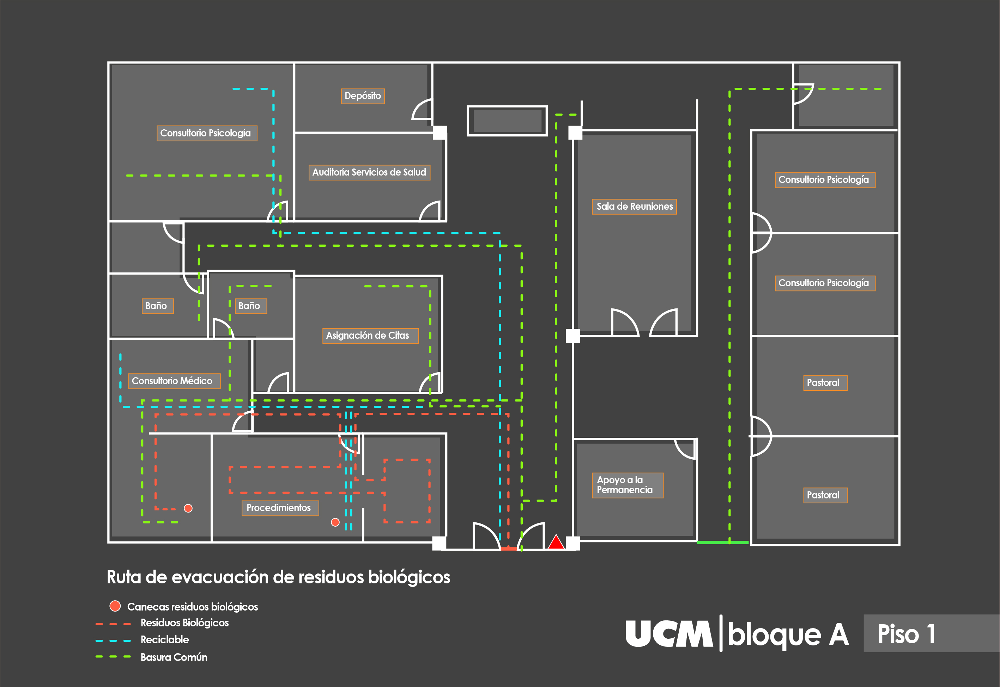 Depósito
Consultorio Psicología
Auditoría Servicios de Salud
Consultorio Psicología
Sala de Reuniones
Consultorio Psicología
Baño
Baño
Asignación de Citas
Consultorio Médico
Pastoral
Apoyo a la
Permanencia
Procedimientos
Pastoral
Ruta de evacuación de residuos biológicos
Canecas residuos biológicos
Residuos Biológicos
Reciclable
Basura Común
UCM bloque A Piso 1